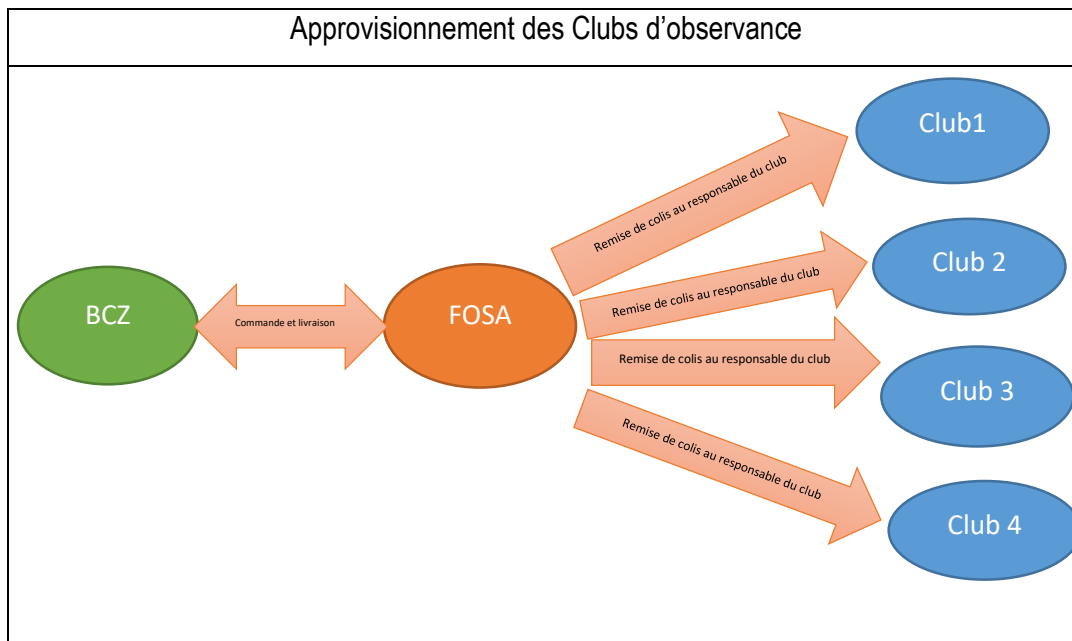 Approvisionnement des Clubs d’observance
Club1
Remise de colis au responsable du club
Club 2
Remise de colis au responsable du club
BCZ
Commande et livraison
FOSA
Remise de colis au responsable du club
Club 3
Remise de colis au responsable du club
Club 4